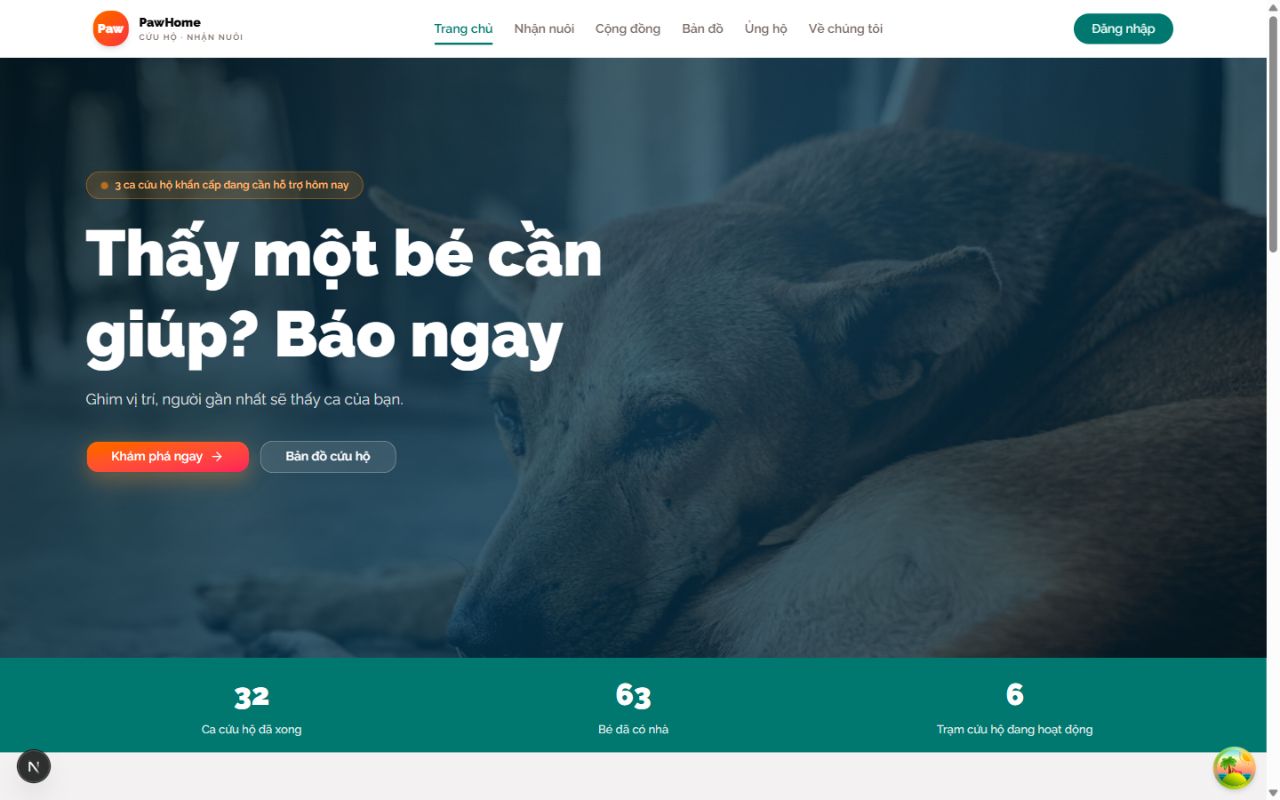 Paw
PawHome
CỨU HỘ · NHẬN NUÔI
Trang chủ
Nhận nuôi
Cộng đồng
Bản đồ
Ủng hộ
Về chúng tôi
Đăng nhập
3 ca cứu hộ khẩn cấp đang cần hỗ trợ hôm nay
Thấy một bé cần
giúp? Báo ngay
Ghim vị trí, người gần nhất sẽ thấy ca của bạn.
Khám phá ngay →
Bản đồ cứu hộ
32
Ca cứu hộ đã xong
63
Bé đã có nhà
6
Trạm cứu hộ đang hoạt động
N